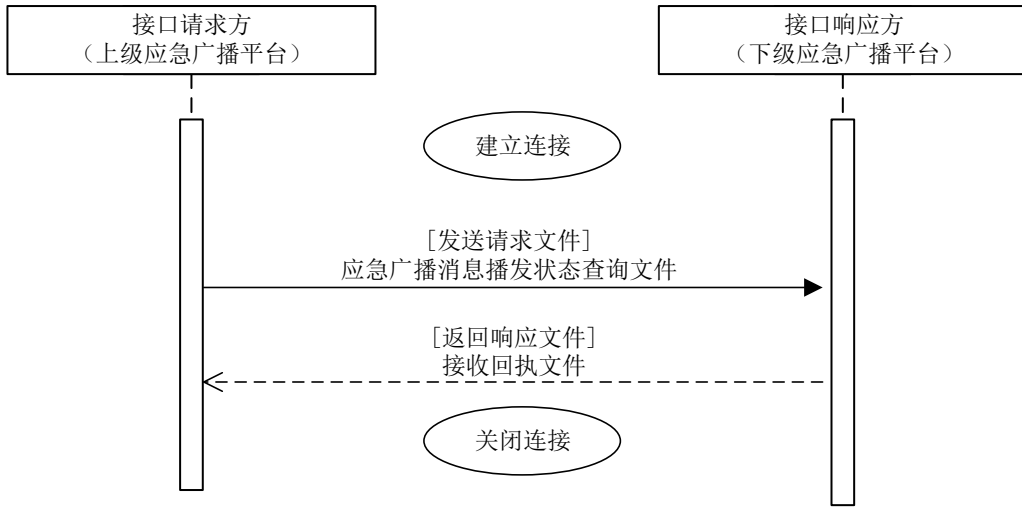 接口请求方
（上级应急广播平台）
接口响应方
（下级应急广播平台）
建立连接
[发送请求文件]
应急广播消息播发状态查询文件
[返回响应文件]
接收回执文件
关闭连接